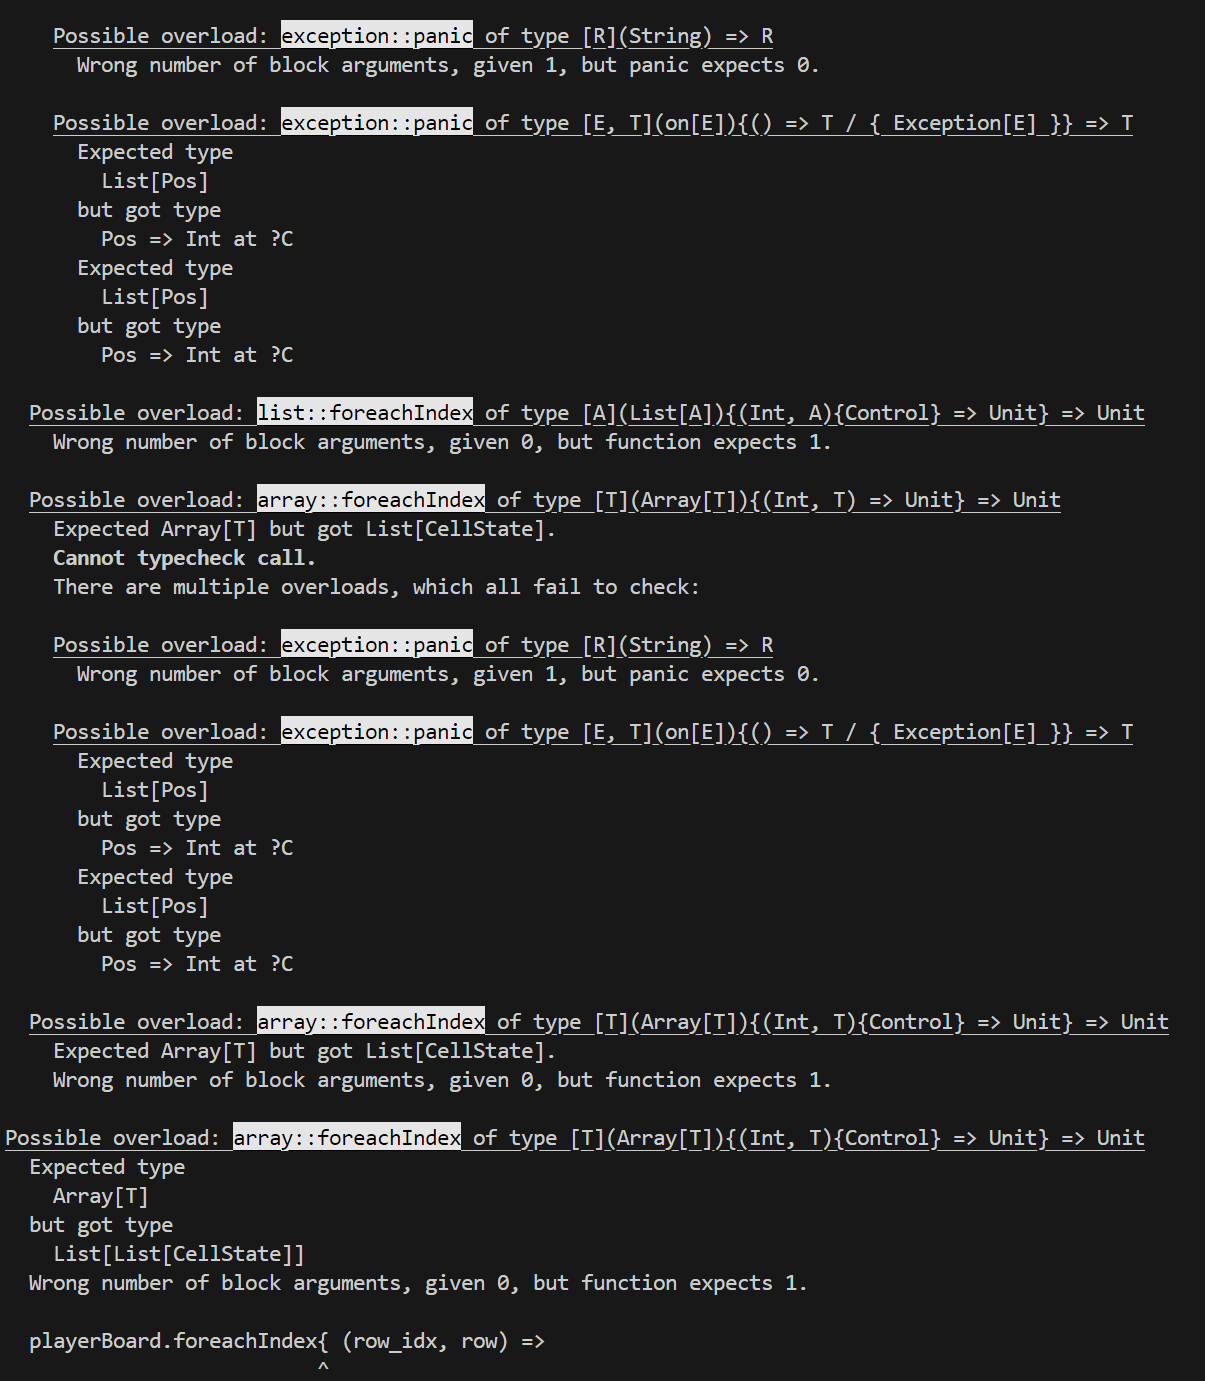 Possible overload: exception::panic of type [R](String) => R
Wrong number of block arguments, given 1, but panic expects 0.
Possible overload: exception::panic of type [E, T](on[E]){() => T / { Exception[E] }} => T
Expected type
List[Pos]
but got type
Pos => Int at ?C
Expected type
List[Pos]
but got type
Pos => Int at ?C
Possible overload: list::foreachIndex of type [A](List[A]){(Int, A){Control} => Unit} => Unit
Wrong number of block arguments, given 0, but function expects 1.
Possible overload: array::foreachIndex of type [T](Array[T]){(Int, T) => Unit} => Unit
Expected Array[T] but got List[CellState].
Cannot typecheck call.
There are multiple overloads, which all fail to check:
Possible overload: exception::panic of type [R](String) => R
Wrong number of block arguments, given 1, but panic expects 0.
Possible overload: exception::panic of type [E, T](on[E]){() => T / { Exception[E] }} => T
Expected type
List[Pos]
but got type
Pos => Int at ?C
Expected type
List[Pos]
but got type
Pos => Int at ?C
Possible overload: array::foreachIndex of type [T](Array[T]){(Int, T){Control} => Unit} => Unit
Expected Array[T] but got List[CellState].
Wrong number of block arguments, given 0, but function expects 1.
Possible overload: array::foreachIndex of type [T](Array[T]){(Int, T){Control} => Unit} => Unit
Expected type
Array[T]
but got type
List[List[CellState]]
Wrong number of block arguments, given 0, but function expects 1.
playerBoard.foreachIndex{ (row_idx, row) =>
^